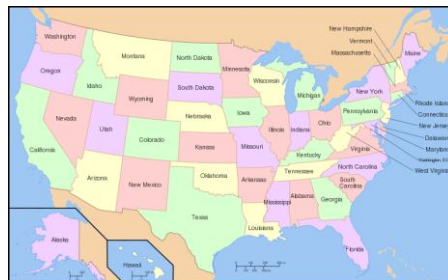 New Hampshire
Vermont
Massachusetts
Washington
Montana
North Dakota
Minnesota
Maine
Oregon
Idaho
Wyoming
South Dakota
Wisconsin
Michigan
New York
Rhode Island
Connecticut
New Jersey
Delaware
Maryland
West Virginia
Nevada
Utah
Colorado
Nebraska
Iowa
Illinois
Indiana
Ohio
Pennsylvania
California
Kansas
Missouri
Kentucky
Virginia
Arizona
New Mexico
Oklahoma
Arkansas
Tennessee
North Carolina
South Carolina
Texas
Louisiana
Mississippi
Alabama
Georgia
Florida
Alaska
Hawaii